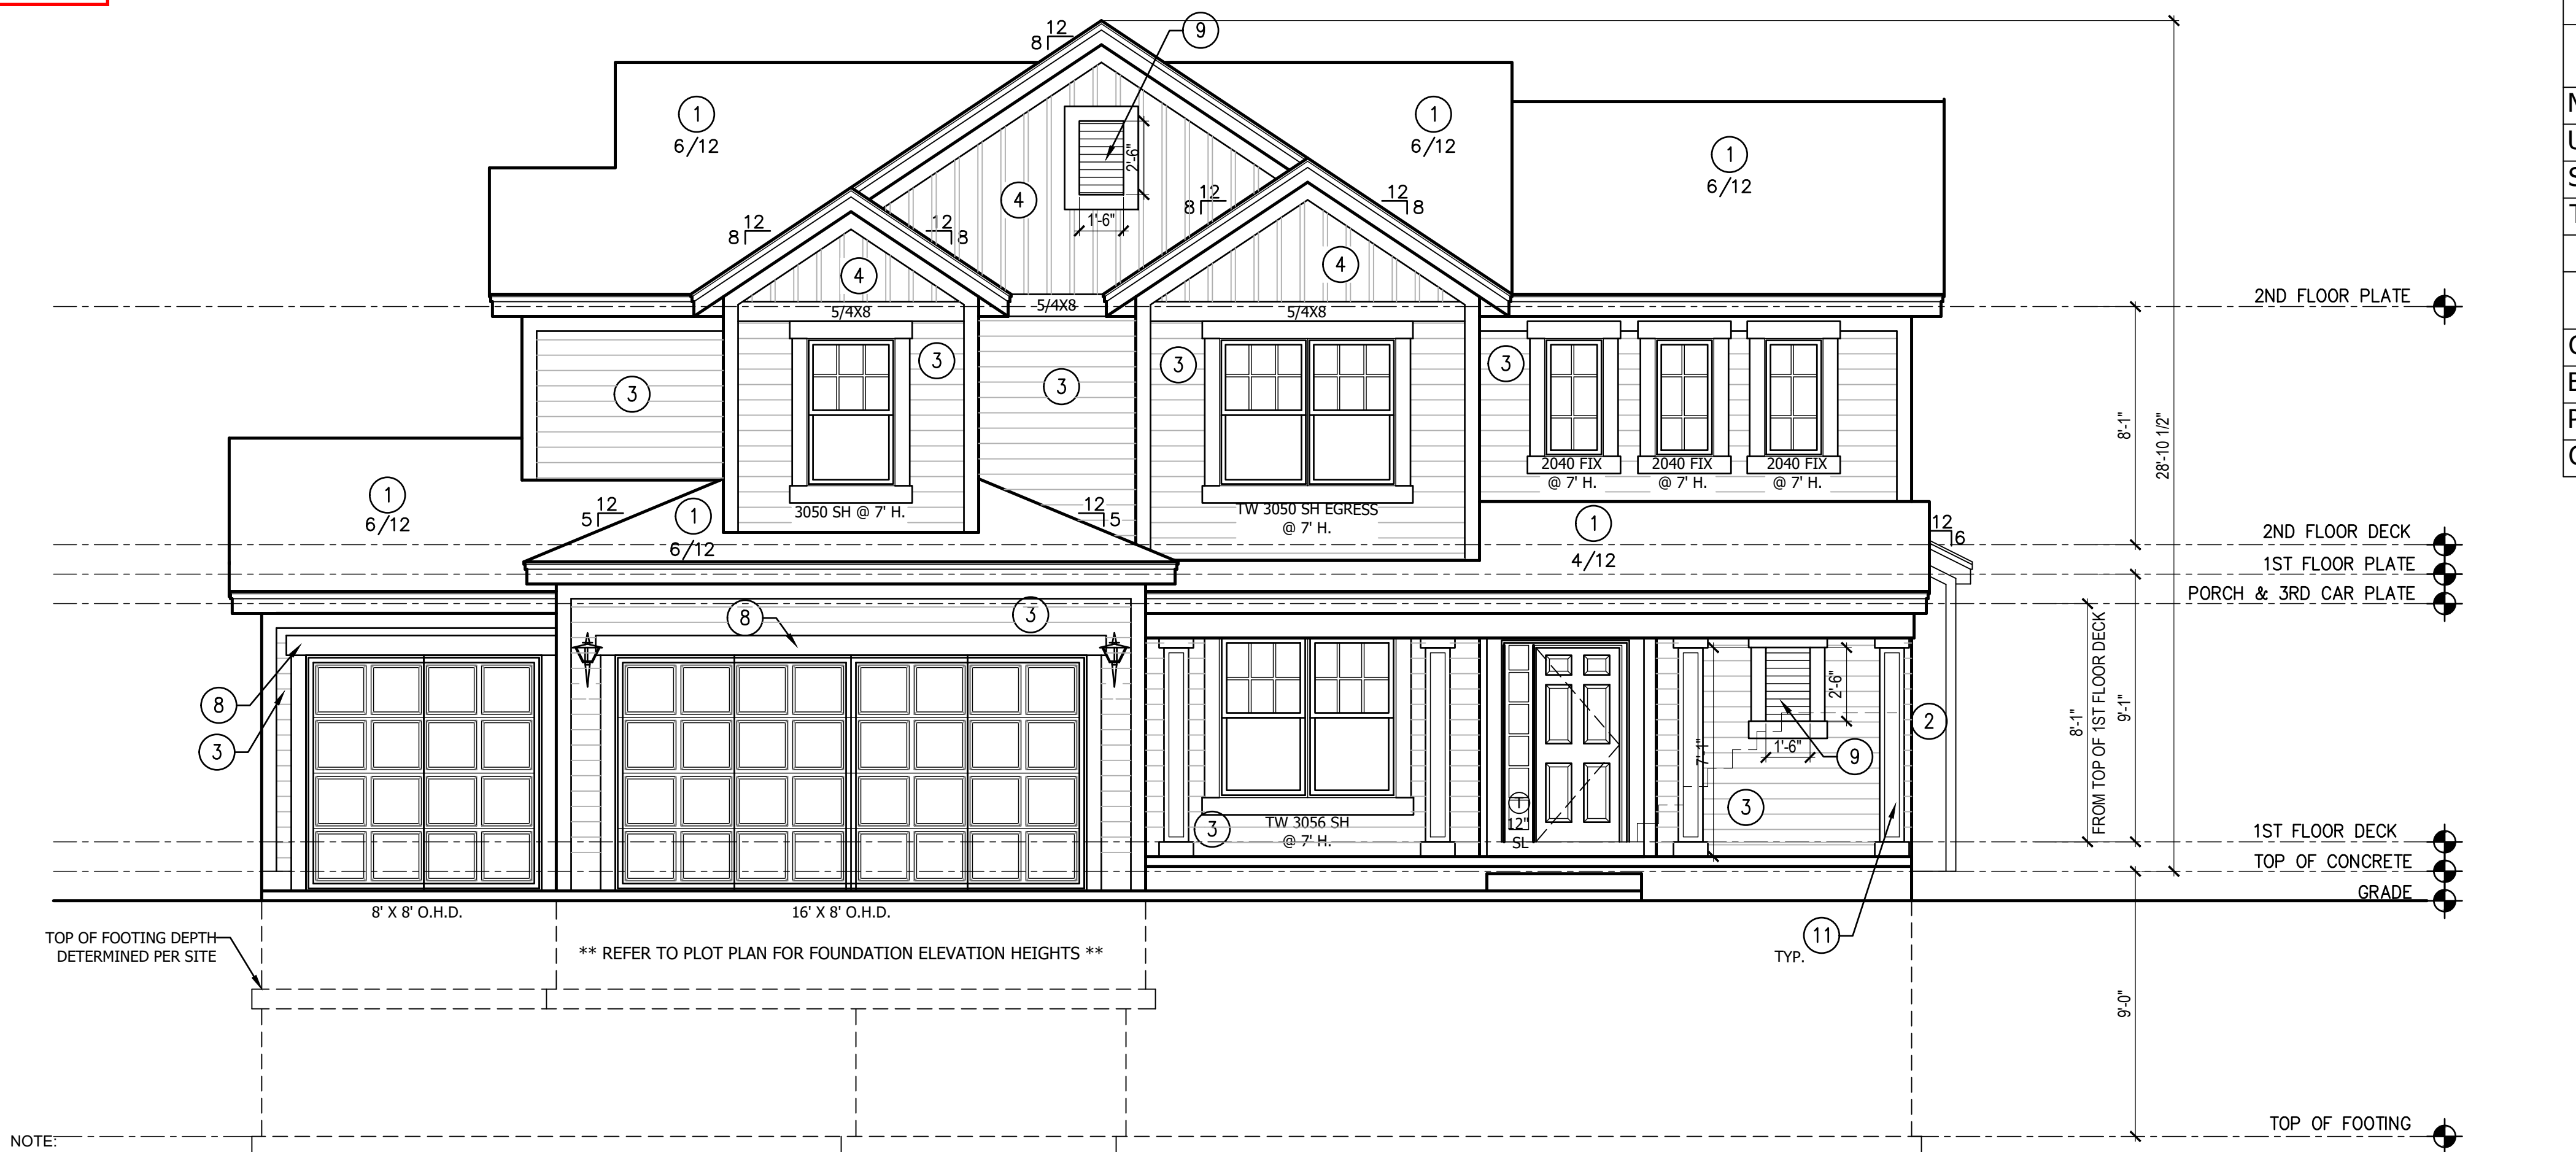 12
8
9
1
6/12
1
6/12
1
6/12
2'-6"
1'-6"
4
12
8
12
8
12
8
12
8
4
4
2ND FLOOR PLATE
5/4X8
5/4X8
5/4X8
3
3
3
3
3
8'-1"
28'-10 1/2"
2040 FIX
@ 7' H.
2040 FIX
@ 7' H.
2040 FIX
@ 7' H.
3050 SH @ 7' H.
TW 3050 SH EGRESS
@ 7' H.
1
6/12
12
5
1
6/12
12
5
1
4/12
12
6
2ND FLOOR DECK
1ST FLOOR PLATE
PORCH & 3RD CAR PLATE
8
3
8
3
2'-6"
1'-6"
9
2
7'-1"
3
3
TW 3056 SH
@ 7' H.
T
12"
SL
8'-1"
FROM TOP OF 1ST FLOOR DECK
9'-1"
1ST FLOOR DECK
TOP OF CONCRETE
GRADE
8' X 8' O.H.D.
16' X 8' O.H.D.
TOP OF FOOTING DEPTH
DETERMINED PER SITE
** REFER TO PLOT PLAN FOR FOUNDATION ELEVATION HEIGHTS **
11
TYP.
9'-0"
TOP OF FOOTING
NOTE: